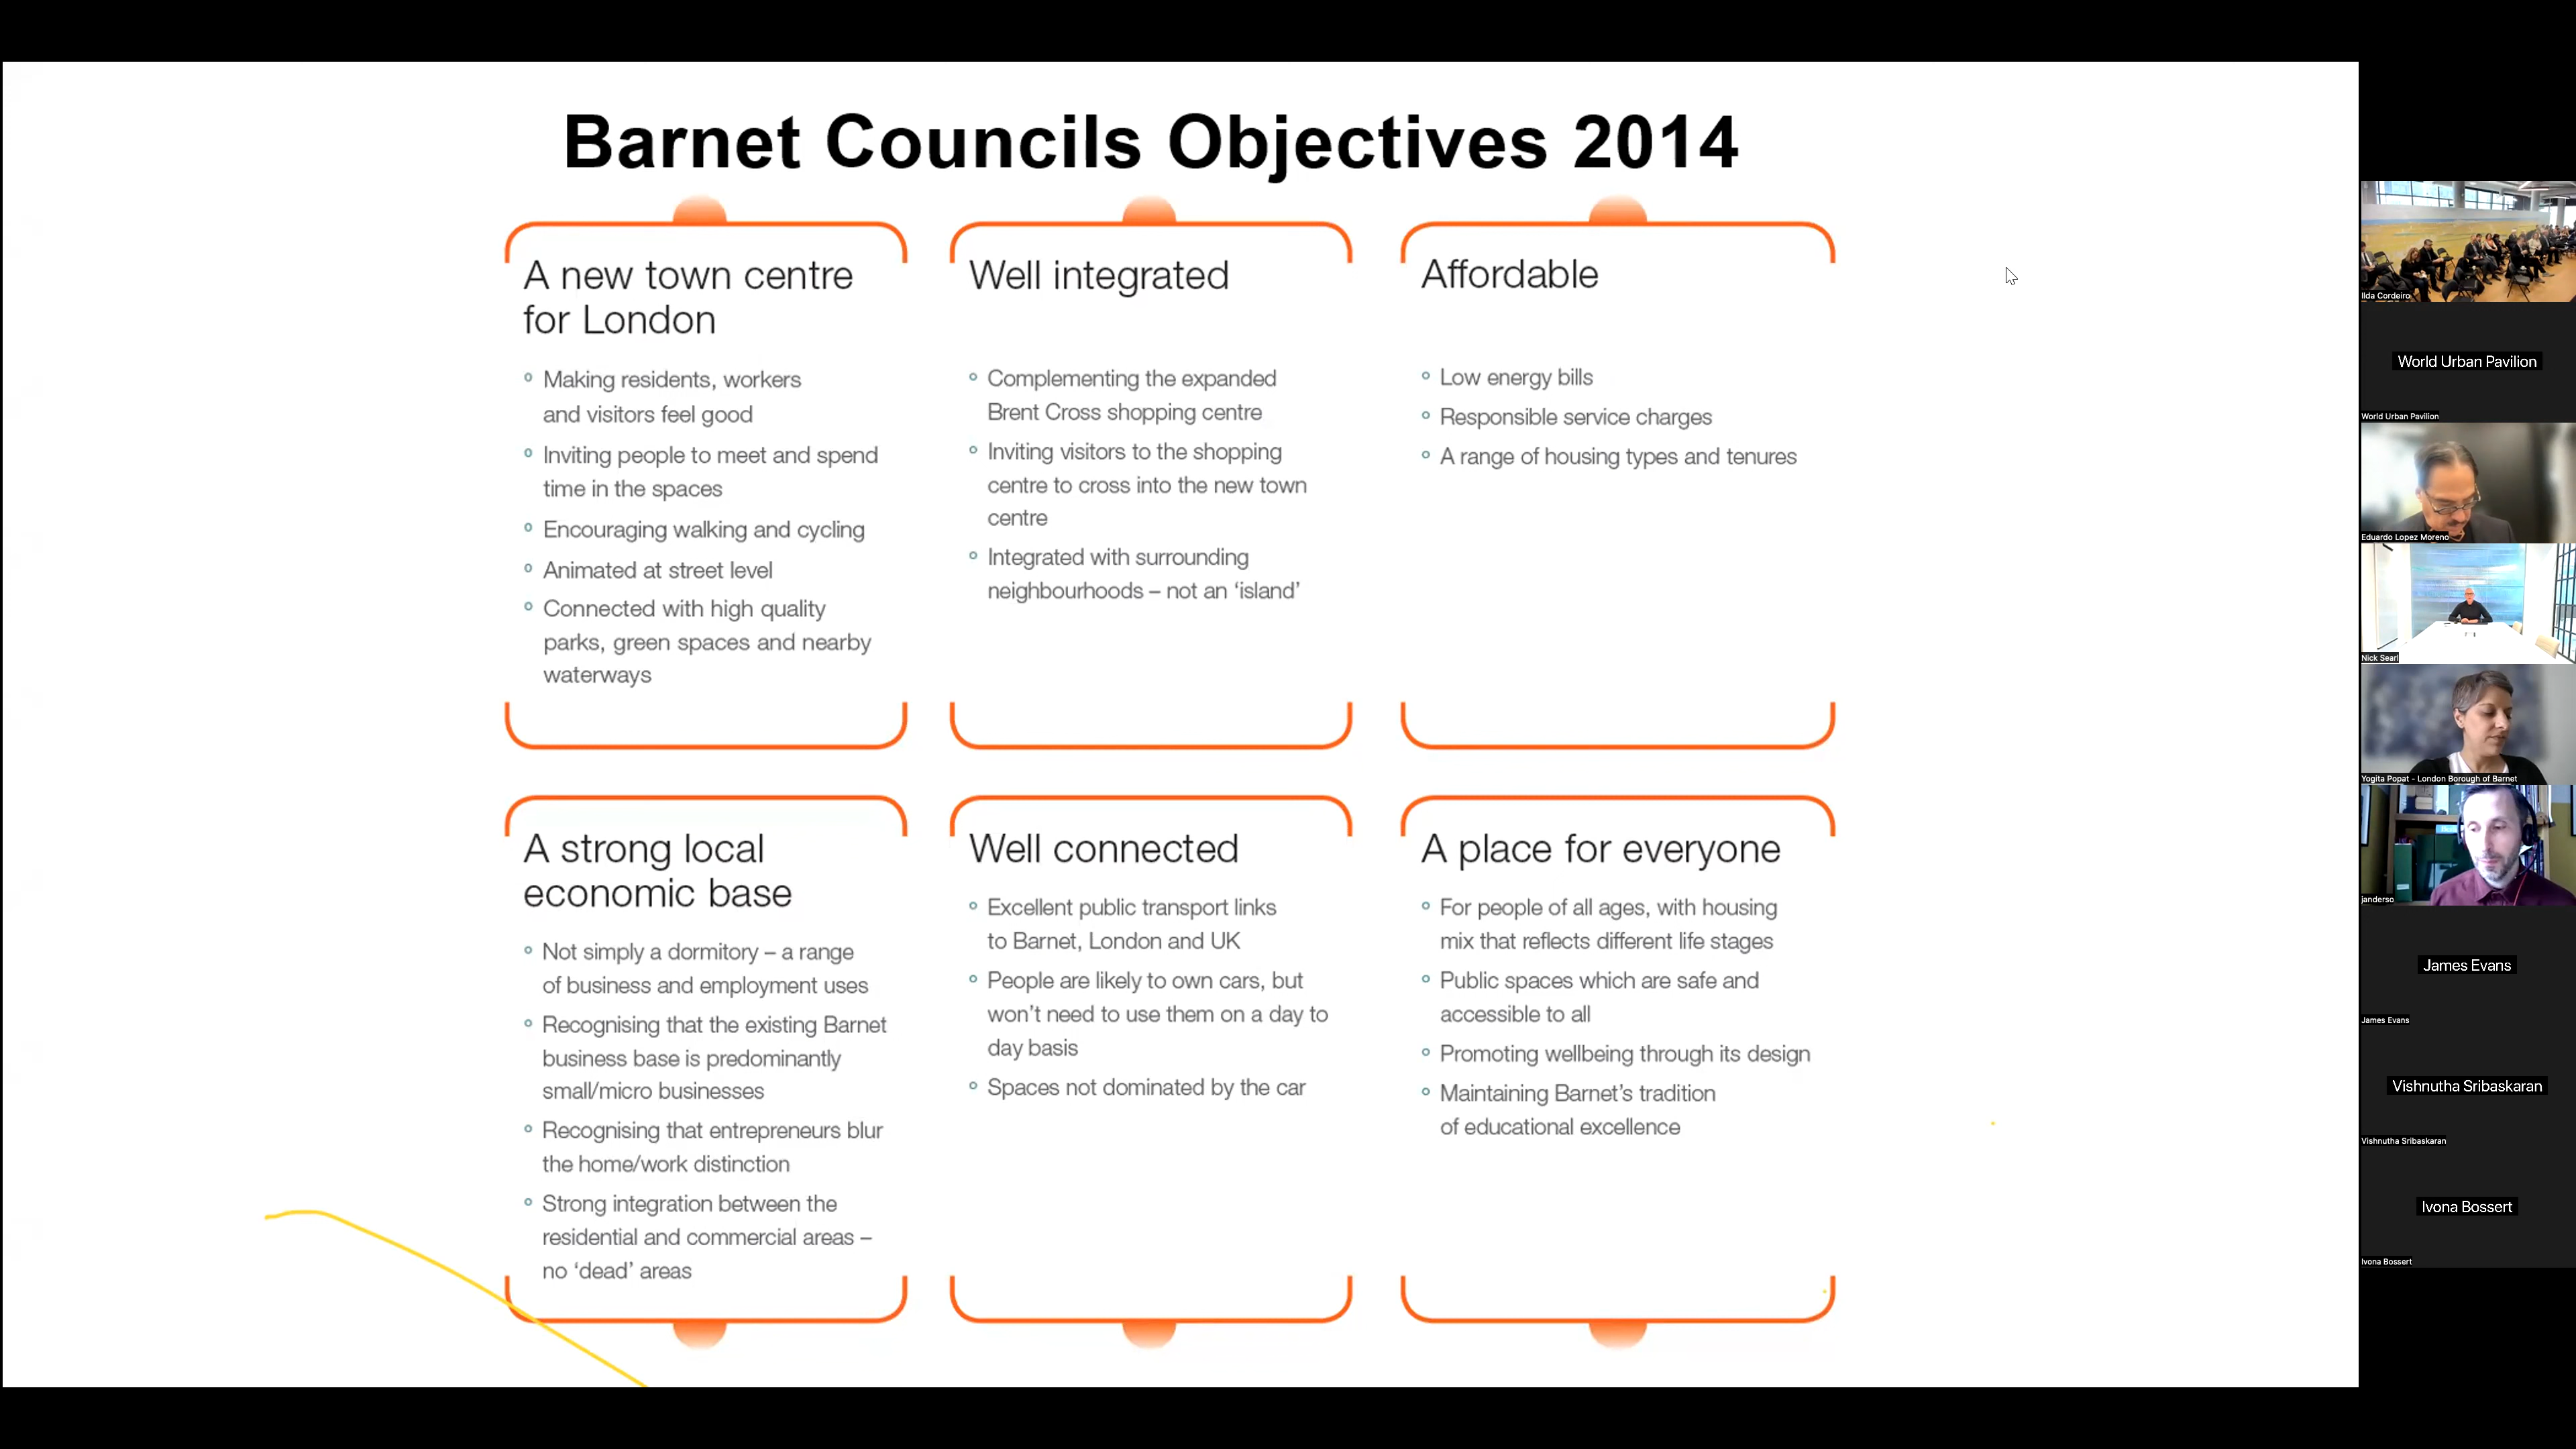 Barnet Councils Objectives 2014
A new town centre
for London
o Making residents, workers
and visitors feel good
o Inviting people to meet and spend
time in the spaces
o Encouraging walking and cycling
o Animated at street level
o Connected with high quality
parks, green spaces and nearby
waterways
Well integrated
o Complementing the expanded
Brent Cross shopping centre
o Inviting visitors to the shopping
centre to cross into the new town
centre
o Integrated with surrounding
neighbourhoods – not an ‘island’
Affordable
o Low energy bills
o Responsible service charges
o A range of housing types and tenures
A strong local
economic base
o Not simply a dormitory – a range
of business and employment uses
o Recognising that the existing Barnet
business base is predominantly
small/micro businesses
o Recognising that entrepreneurs blur
the home/work distinction
o Strong integration between the
residential and commercial areas –
no ‘dead’ areas
Well connected
o Excellent public transport links
to Barnet, London and UK
o People are likely to own cars, but
won’t need to use them on a day to
day basis
o Spaces not dominated by the car
A place for everyone
o For people of all ages, with housing
mix that reflects different life stages
o Public spaces which are safe and
accessible to all
o Promoting wellbeing through its design
o Maintaining Barnet’s tradition
of educational excellence
Ilda Cordeiro
World Urban Pavilion
World Urban Pavilion
Eduardo Lopez Moreno
Nick Searl
Yogita Popat - London Borough of Barnet
janderso
James Evans
James Evans
Vishnutha Sribaskaran
Vishnutha Sribaskaran
Ivona Bossert
Ivona Bossert